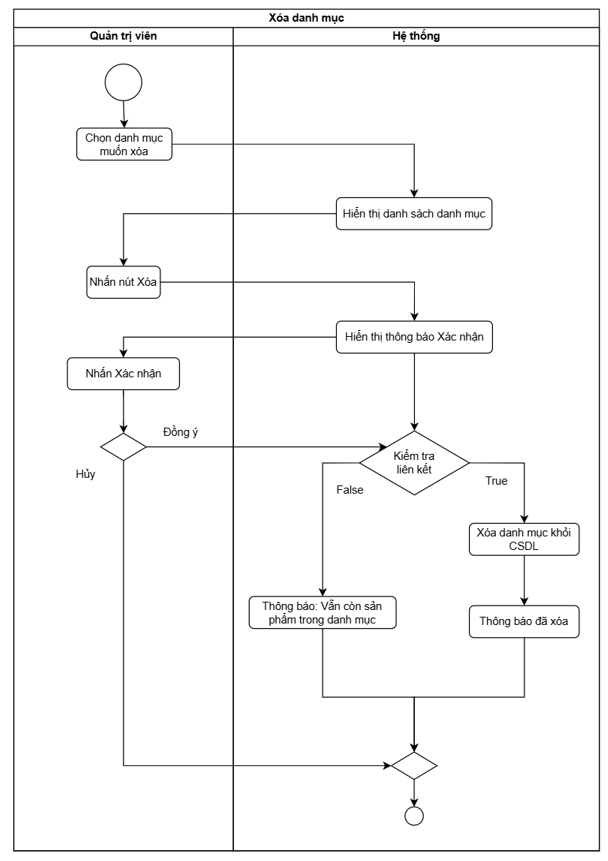 Xóa danh mục
Quản trị viên
Hệ thống
Chọn danh mục
muốn xóa
Hiển thị danh sách danh mục
Nhấn nút Xóa
Hiển thị thông báo Xác nhận
Nhấn Xác nhận
Đồng ý
Hủy
Kiểm tra
liên kết
False
True
Xóa danh mục khỏi
CSDL
Thông báo: Vẫn còn sản
phẩm trong danh mục
Thông báo đã xóa